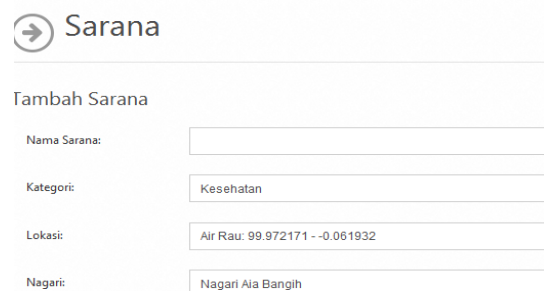 Sarana
Tambah Sarana
Nama Sarana:
Kategori: Kesehatan
Lokasi: Air Rau: 99.972171 - -0.061932
Nagari: Nagari Aia Bangih